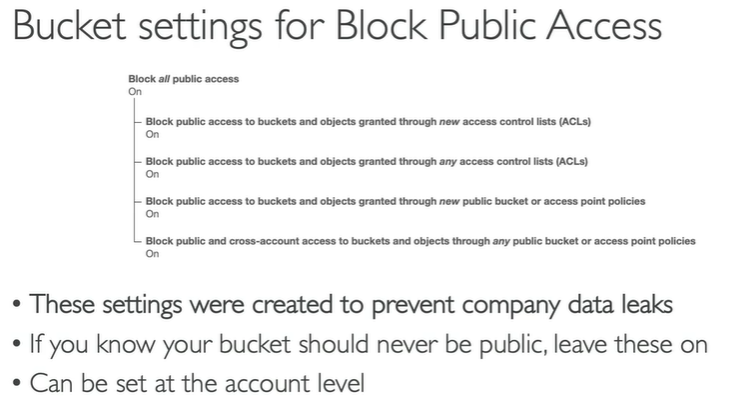 Bucket settings for Block Public Access
Block all public access
On
Block public access to buckets and objects granted through new access control lists (ACLs)
On
Block public access to buckets and objects granted through any access control lists (ACLs)
On
Block public access to buckets and objects granted through new public bucket or access point policies
On
Block public and cross-account access to buckets and objects through any public bucket or access point policies
On
• These settings were created to prevent company data leaks
• If you know your bucket should never be public, leave these on
• Can be set at the account level